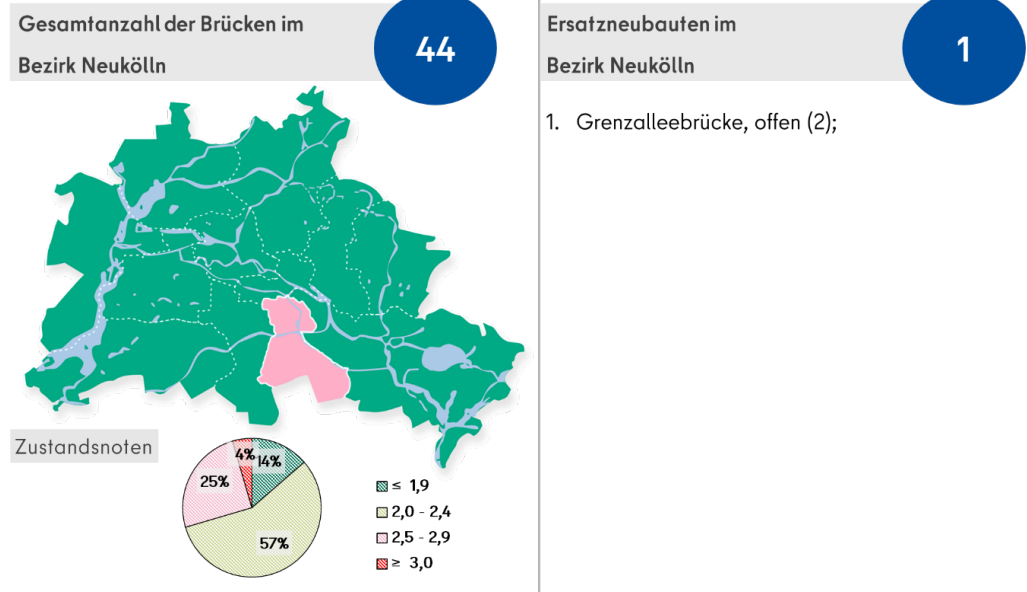 Gesamtanzahl der Brücken im
Bezirk Neukölln
44
Zustandsnoten
4%
14%
25%
57%
≤ 1,9
2,0 - 2,4
2,5 - 2,9
≥ 3,0
Ersatzneubauten im
Bezirk Neukölln
1
1. Grenzalleebrücke, offen (2);